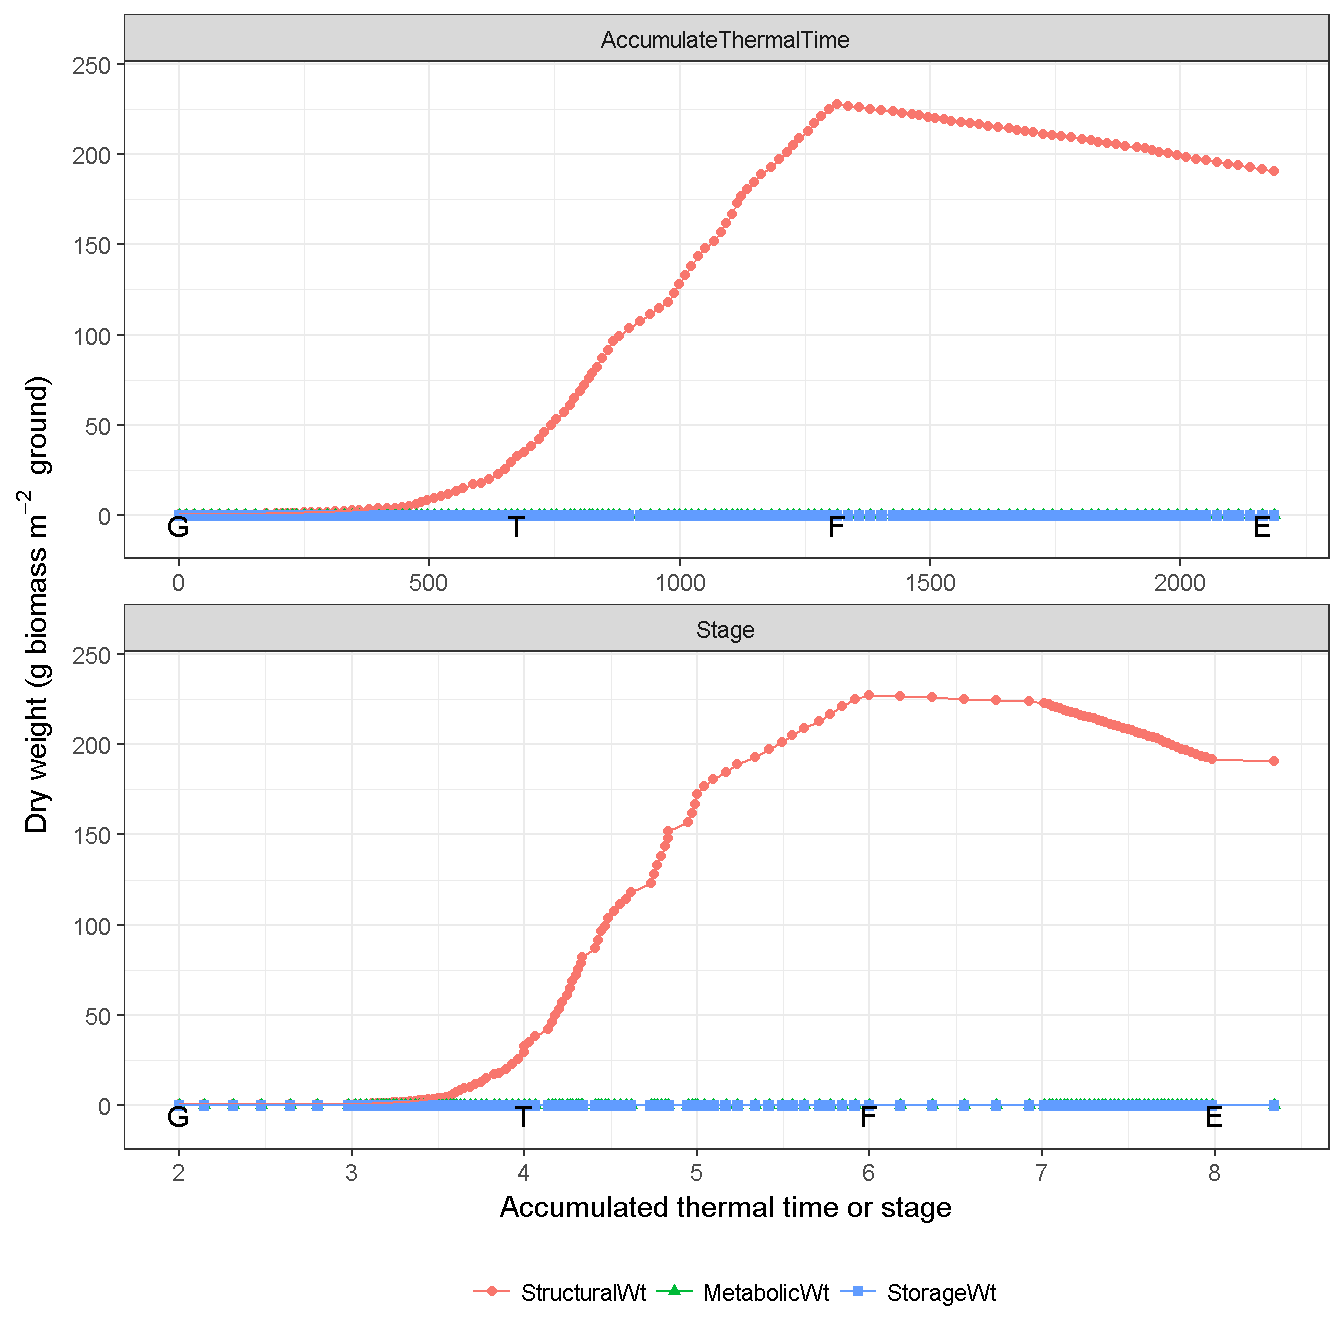 AccumulateThermalTime
250
200
150
100
50
0
G T F E
0 500 1000 1500 2000
Dry weight (g biomass m⁻² ground)
Stage
250
200
150
100
50
0
G T F E
2 3 4 5 6 7 8
Accumulated thermal time or stage
StructuralWt MetabolicWt StorageWt